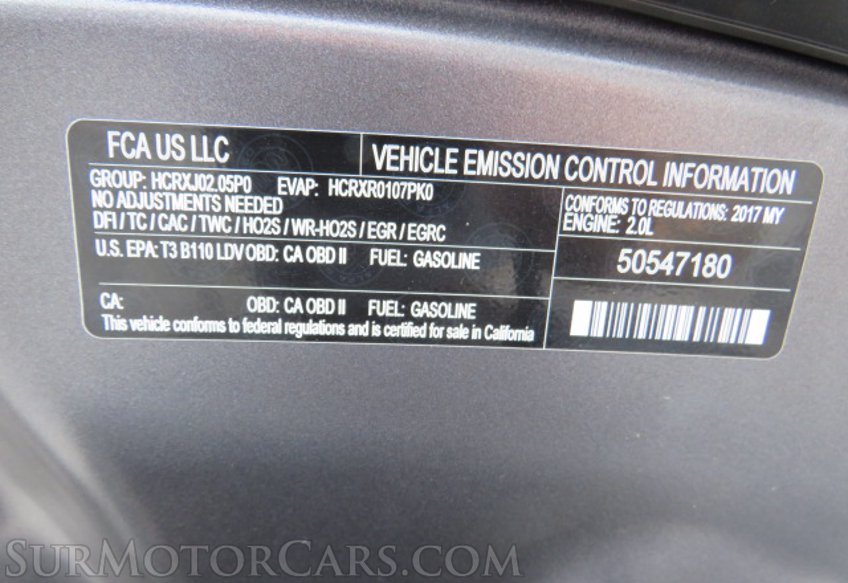 FCA US LLC
VEHICLE EMISSION CONTROL INFORMATION
GROUP: HCRXJ02.05P0 EVAP: HCRXR0107PK0
NO ADJUSTMENTS NEEDED
DFI / TC / CAC / TWC / HO2S / WR-HO2S / EGR / EGRC
U.S. EPA: T3 B110 LDV OBD: CA OBD II FUEL: GASOLINE
CA: OBD: CA OBD II FUEL: GASOLINE
This vehicle conforms to federal regulations and is certified for sale in California
CONFORMS TO REGULATIONS: 2017 MY
ENGINE: 2.0L
50547180
SURMOTORCARS.COM